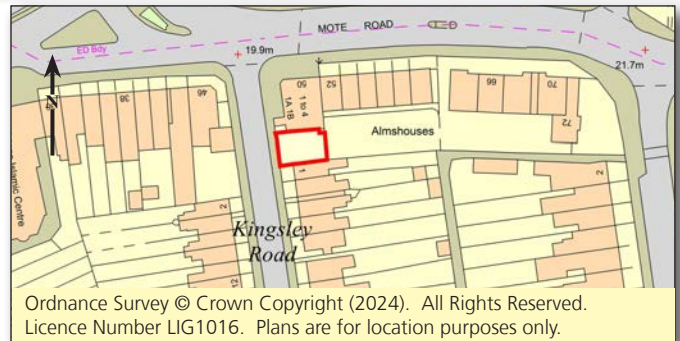 MOTE ROAD
ED Bdy
19.9m
21.7m
38
46
50
52
66
70
72
1A 1B
1 to 4
Almshouses
N
Islamic Centre
1
2
2
12
Kingsley
Road
Ordnance Survey © Crown Copyright (2024). All Rights Reserved.
Licence Number LIG1016. Plans are for location purposes only.